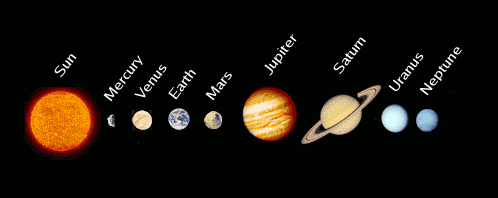 Sun
Mercury
Venus
Earth
Mars
Jupiter
Saturn
Uranus
Neptune